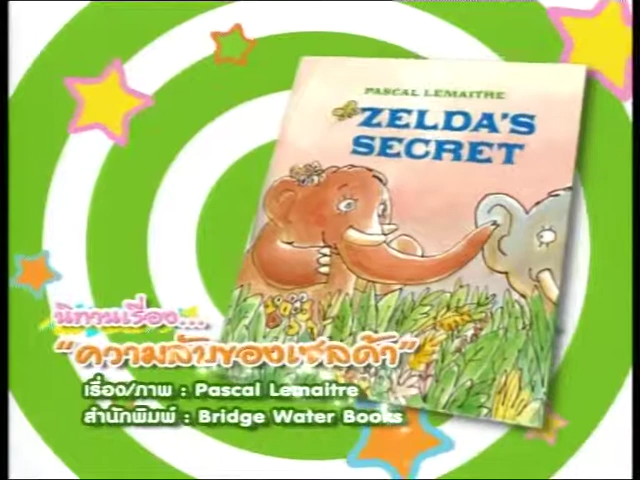 PASCAL LEMAITRE
ZELDA'S
SECRET
นิทานเรื่อง...
"ความลับของเซลด้า"
เรื่อง/ภาพ : Pascal Lemaitre
สำนักพิมพ์ : Bridge Water Books